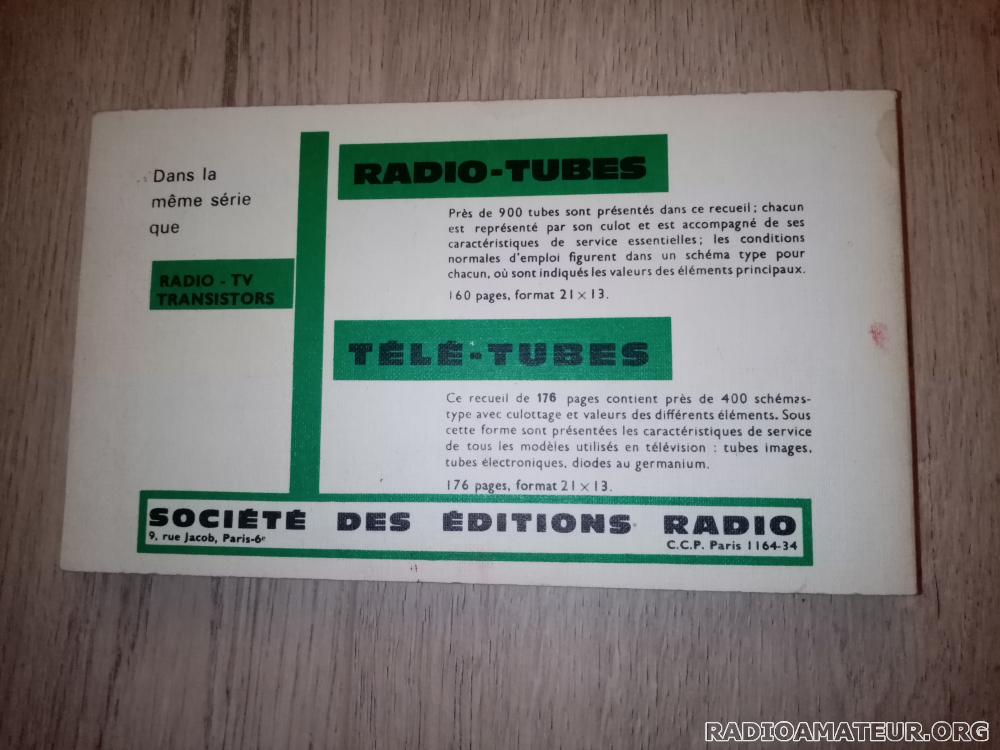 Dans la
même série
que
RADIO - TV
TRANSISTORS
RADIO-TUBES
Près de 900 tubes sont présentés dans ce recueil; chacun
est représenté par son culot et est accompagné de ses
caractéristiques de service essentielles; les conditions
normales d'emploi figurent dans un schéma type pour
chacun, où sont indiqués les valeurs des éléments principaux.
160 pages, format 21 × 13.
TÉLÉ-TUBES
Ce recueil de 176 pages contient près de 400 schémas-
type avec culottage et valeurs des différents éléments. Sous
cette forme sont présentées les caractéristiques de service
de tous les modèles utilisés en télévision : tubes images,
tubes électroniques, diodes au germanium.
176 pages, format 21 × 13.
SOCIÉTÉ DES ÉDITIONS RADIO
9, rue Jacob, Paris-6e
C.C.P. Paris 1164-34
RADIOAMATEUR.ORG